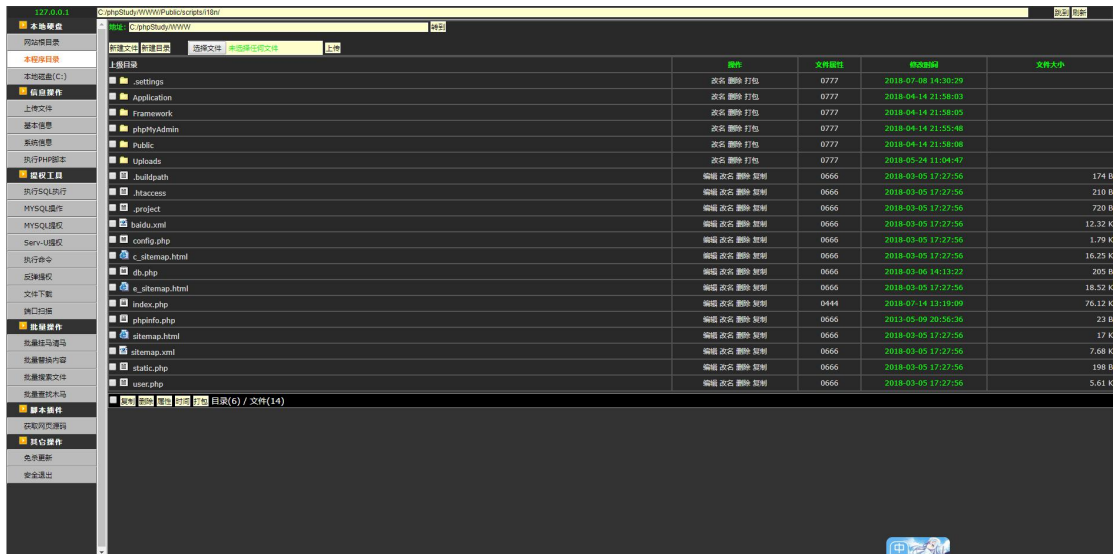 127.0.0.1
C:/phpStudy/WWW/Public/scripts/i18n/
跳到 刷新
本地硬盘
网站根目录
本程序目录
本地磁盘(C:)
信息操作
上传文件
基本信息
系统信息
执行PHP脚本
提权工具
执行SQL执行
MYSQL操作
MYSQL提权
Serv-U提权
执行命令
反弹提权
文件下载
端口扫描
批量操作
批量挂马清马
批量替换内容
批量搜索文件
批量查找木马
脚本插件
获取网页源码
其它操作
免杀更新
安全退出
地址: C:/phpStudy/WWW 转到
新建文件 新建目录 选择文件 未选择任何文件 上传
上级目录 操作 文件属性 修改时间 文件大小
.settings 改名 删除 打包 0777 2018-07-08 14:30:29
Application 改名 删除 打包 0777 2018-04-14 21:58:03
Framework 改名 删除 打包 0777 2018-04-14 21:58:05
phpMyAdmin 改名 删除 打包 0777 2018-04-14 21:55:48
Public 改名 删除 打包 0777 2018-04-14 21:58:08
Uploads 改名 删除 打包 0777 2018-05-24 11:04:47
.buildpath 编辑 改名 删除 复制 0666 2018-03-05 17:27:56 174 B
.htaccess 编辑 改名 删除 复制 0666 2018-03-05 17:27:56 210 B
.project 编辑 改名 删除 复制 0666 2018-03-05 17:27:56 720 B
baidu.xml 编辑 改名 删除 复制 0666 2018-03-05 17:27:56 12.32 K
config.php 编辑 改名 删除 复制 0666 2018-03-05 17:27:56 1.79 K
c_sitemap.html 编辑 改名 删除 复制 0666 2018-03-05 17:27:56 16.25 K
db.php 编辑 改名 删除 复制 0666 2018-03-06 14:13:22 205 B
e_sitemap.html 编辑 改名 删除 复制 0666 2018-03-05 17:27:56 18.52 K
index.php 编辑 改名 删除 复制 0444 2018-07-14 13:19:09 76.12 K
phpinfo.php 编辑 改名 删除 复制 0666 2013-05-09 20:56:36 23 B
sitemap.html 编辑 改名 删除 复制 0666 2018-03-05 17:27:56 17 K
sitemap.xml 编辑 改名 删除 复制 0666 2018-03-05 17:27:56 7.68 K
static.php 编辑 改名 删除 复制 0666 2018-03-05 17:27:56 198 B
user.php 编辑 改名 删除 复制 0666 2018-03-05 17:27:56 5.61 K
复制 删除 属性 时间 打包 目录(6) / 文件(14)
中